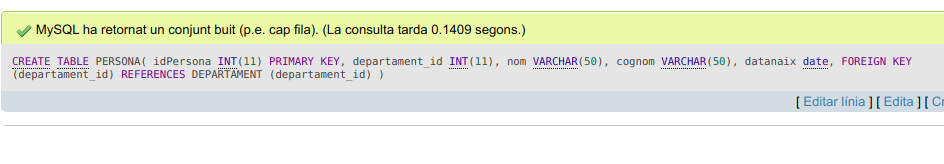 MySQL ha retornat un conjunt buit (p.e. cap fila). (La consulta tarda 0.1409 segons.)
CREATE TABLE PERSONA( idPersona INT(11) PRIMARY KEY, departament_id INT(11), nom VARCHAR(50), cognom VARCHAR(50), datanaix date, FOREIGN KEY
(departament_id) REFERENCES DEPARTAMENT (departament_id) )
[ Editar línia ] [ Edita ] [ Cr